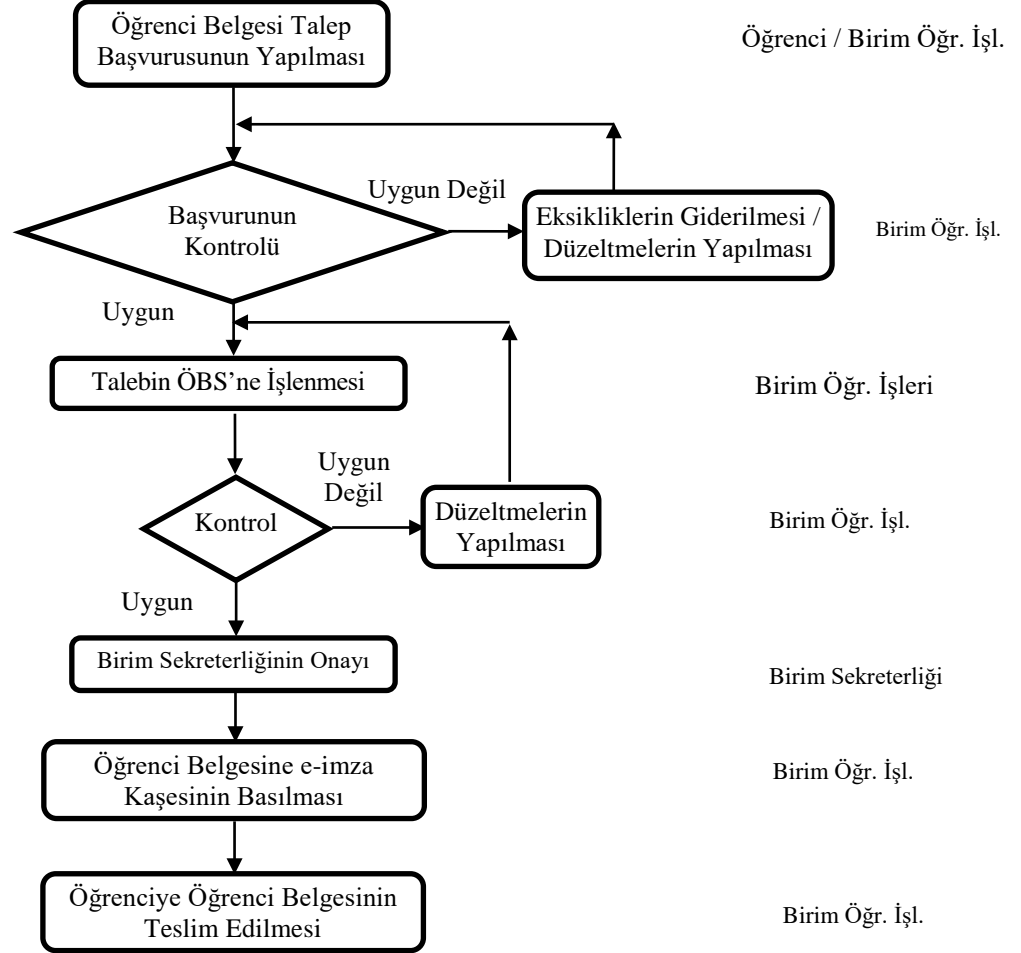 Öğrenci Belgesi Talep
Başvurusunun Yapılması
Öğrenci / Birim Öğr. İşl.
Uygun Değil
Başvurunun
Kontrolü
Eksikliklerin Giderilmesi /
Düzeltmelerin Yapılması
Birim Öğr. İşl.
Uygun
Talebin ÖBS’ne İşlenmesi
Birim Öğr. İşleri
Uygun
Değil
Kontrol
Düzeltmelerin
Yapılması
Birim Öğr. İşl.
Uygun
Birim Sekreterliğinin Onayı
Birim Sekreterliği
Öğrenci Belgesine e-imza
Kaşesinin Basılması
Birim Öğr. İşl.
Öğrenciye Öğrenci Belgesinin
Teslim Edilmesi
Birim Öğr. İşl.